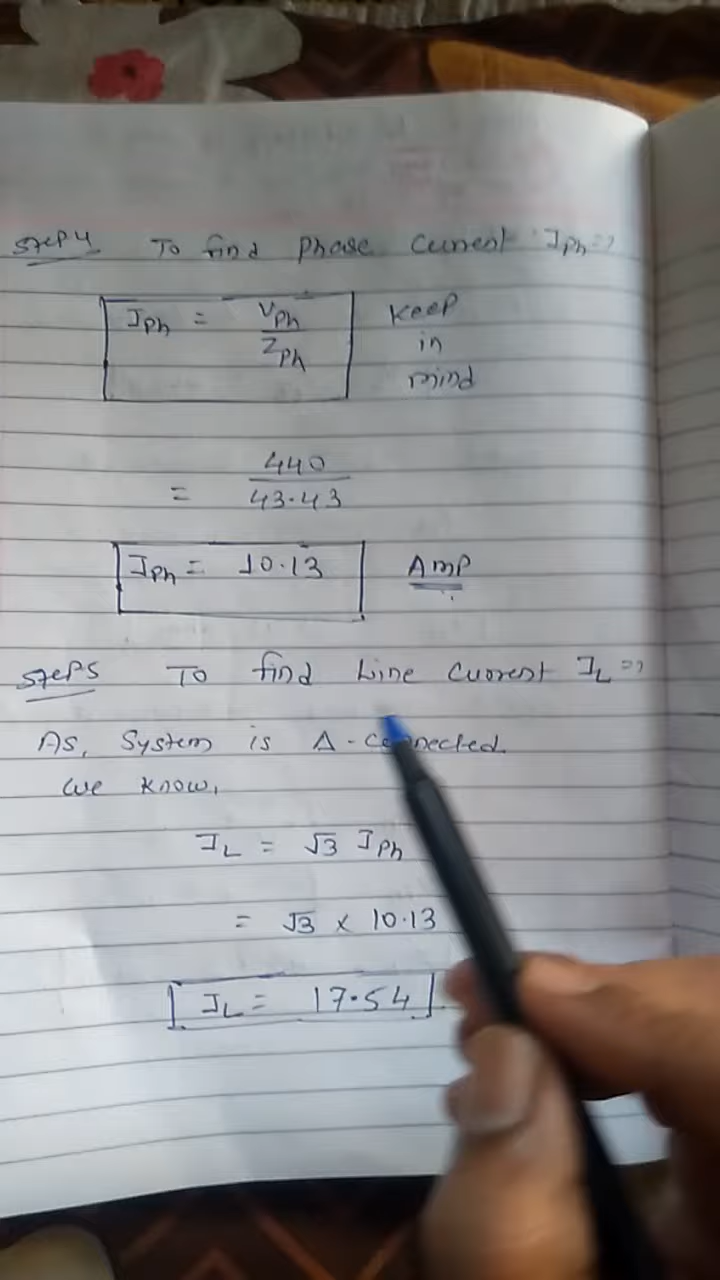 STEP4 To find Phase Current IPh =>
IPh = VPh / ZPh
Keep
in
mind
= 440 / 43.43
IPh = 10.13 Amp
STEP5 To find Line Current IL =>
As, System is Δ - connected.
we know,
IL = √3 IPh
= √3 × 10.13
IL = 17.54